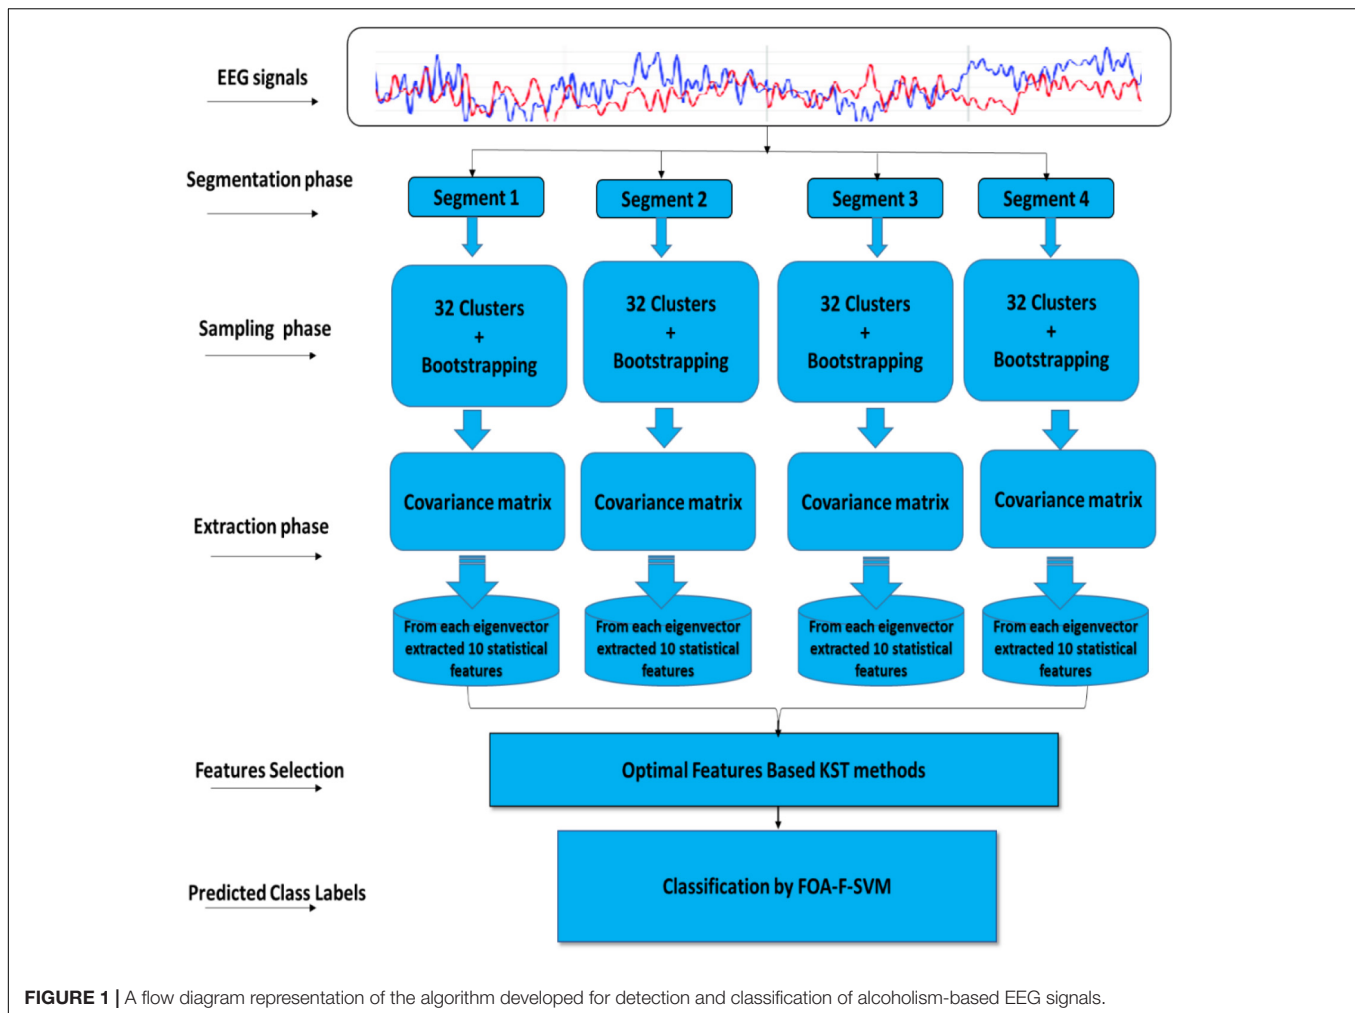 EEG signals
Segmentation phase
Segment 1
Segment 2
Segment 3
Segment 4
Sampling phase
32 Clusters
+
Bootstrapping
32 Clusters
+
Bootstrapping
32 Clusters
+
Bootstrapping
32 Clusters
+
Bootstrapping
Extraction phase
Covariance matrix
Covariance matrix
Covariance matrix
Covariance matrix
From each eigenvector
extracted 10 statistical
features
From each eigenvector
extracted 10 statistical
features
From each eigenvector
extracted 10 statistical
features
From each eigenvector
extracted 10 statistical
features
Features Selection
Optimal Features Based KST methods
Predicted Class Labels
Classification by FOA-F-SVM
FIGURE 1 | A flow diagram representation of the algorithm developed for detection and classification of alcoholism-based EEG signals.